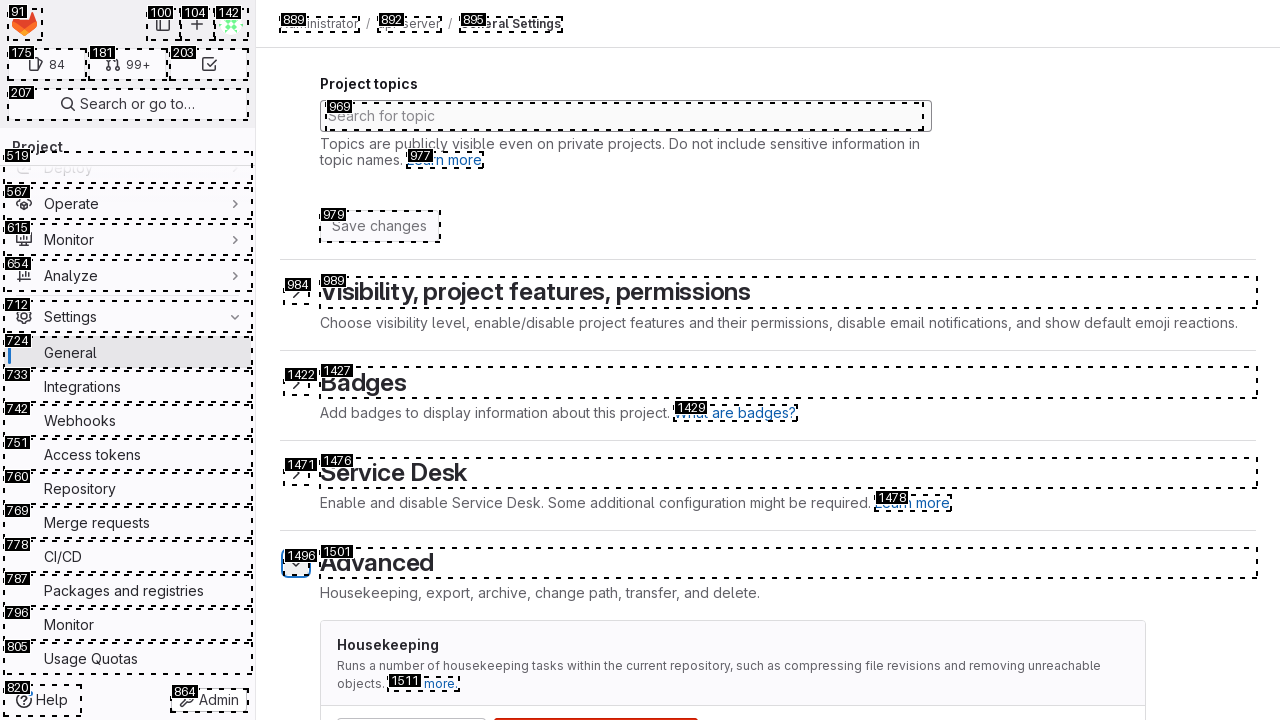 91
100
104
142
175
84
181
99+
203
207
Search or go to…
Project
519
Deploy
567
Operate
615
Monitor
654
Analyze
712
Settings
724
General
733
Integrations
742
Webhooks
751
Access tokens
760
Repository
769
Merge requests
778
CI/CD
787
Packages and registries
796
Monitor
805
Usage Quotas
820
Help
864
Admin
889
Administrator
/
892
server
/
895
General Settings
Project topics
969
Search for topic
Topics are publicly visible even on private projects. Do not include sensitive information in
topic names. Learn more.
977
979
Save changes
984
989
Visibility, project features, permissions
Choose visibility level, enable/disable project features and their permissions, disable email notifications, and show default emoji reactions.
1422
1427
Badges
Add badges to display information about this project. What are badges?
1429
1471
1476
Service Desk
Enable and disable Service Desk. Some additional configuration might be required. Learn more.
1478
1496
1501
Advanced
Housekeeping, export, archive, change path, transfer, and delete.
Housekeeping
Runs a number of housekeeping tasks within the current repository, such as compressing file revisions and removing unreachable
objects. more.
1511